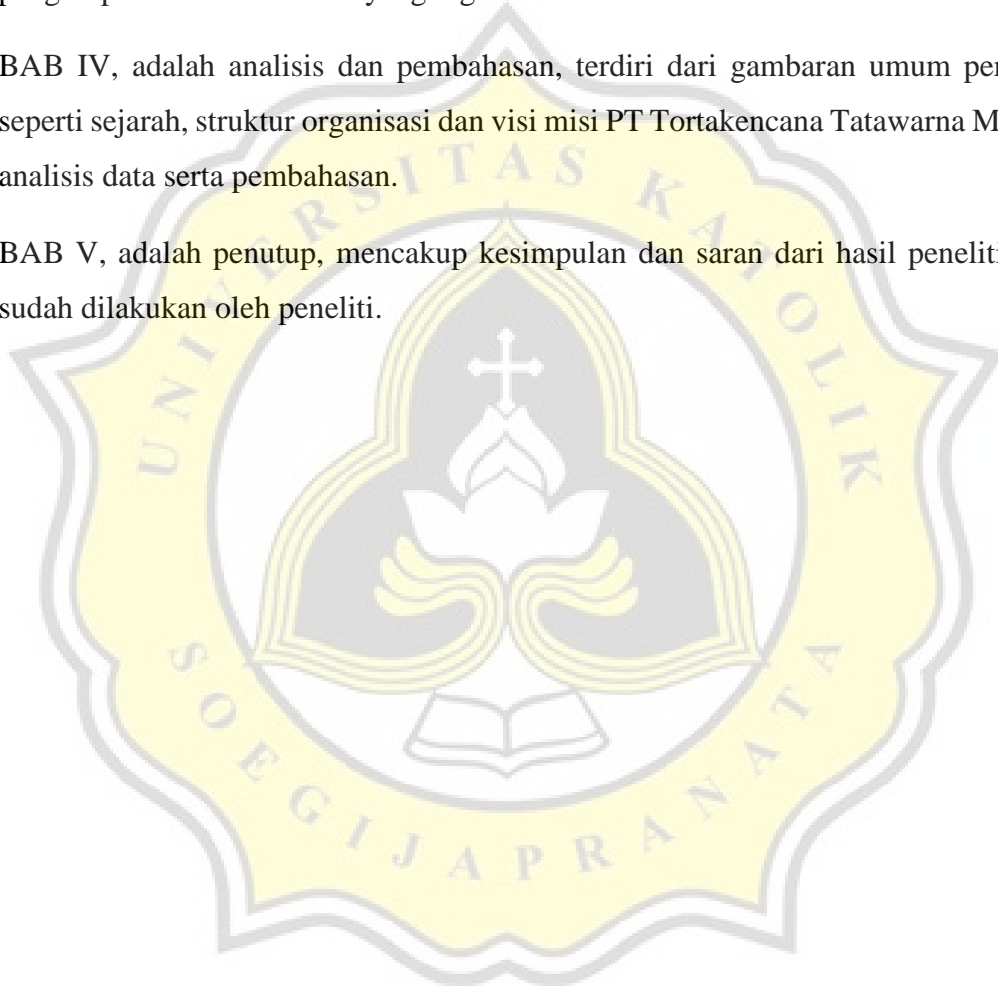 BAB IV, adalah analisis dan pembahasan, terdiri dari gambaran umum per
seperti sejarah, struktur organisasi dan visi misi PT Tortakencana Tatawarna M
analisis data serta pembahasan.
BAB V, adalah penutup, mencakup kesimpulan dan saran dari hasil peneliti
sudah dilakukan oleh peneliti.
UNIVERSITAS KATOLIK
SOEGIJAPRANATA